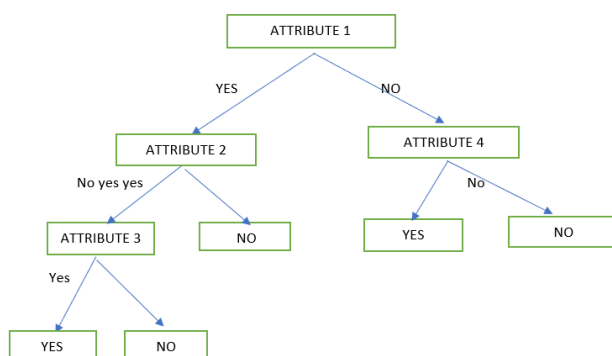 ATTRIBUTE 1
YES
NO
ATTRIBUTE 2
ATTRIBUTE 4
No yes yes
No
ATTRIBUTE 3
NO
YES
NO
Yes
YES
NO